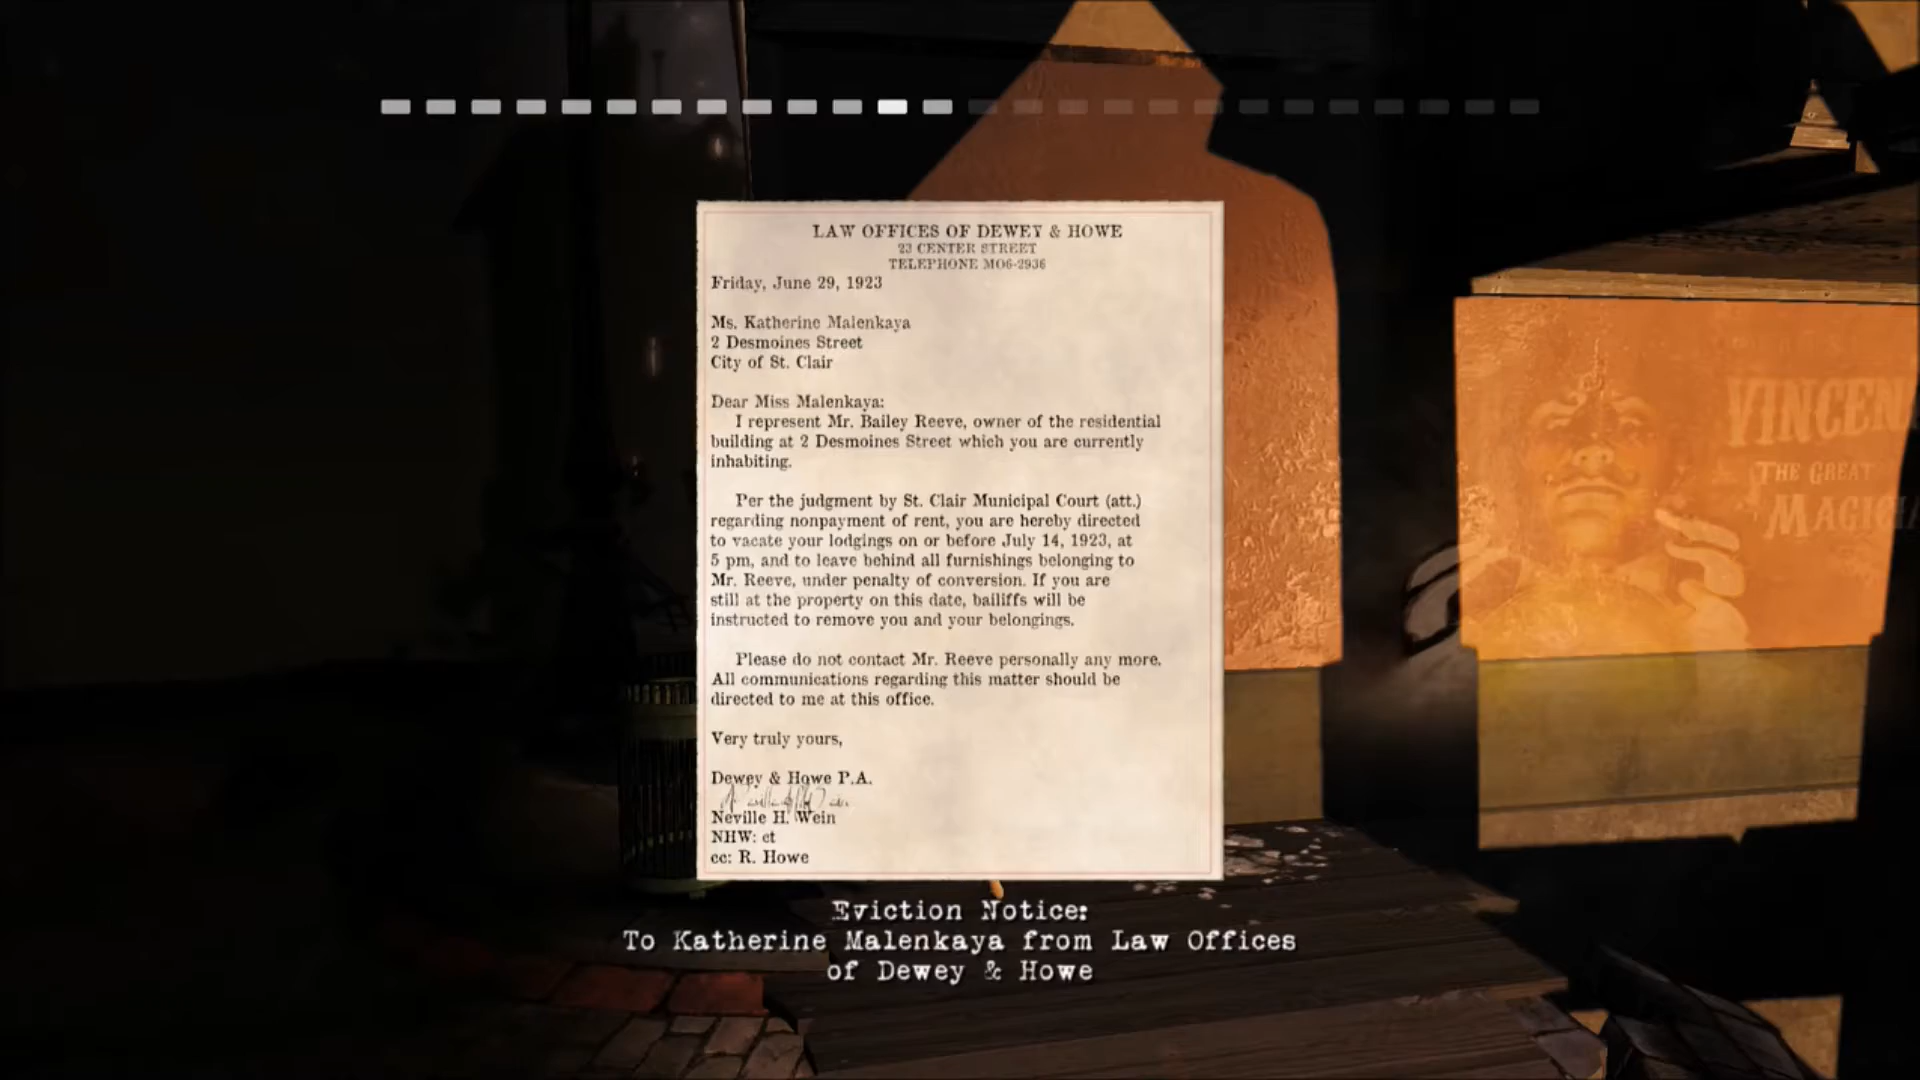 LAW OFFICES OF DEWEY & HOWE
23 CENTER STREET
TELEPHONE MO6-2936
Friday, June 29, 1923
Ms. Katherine Malenkaya
2 Desmoines Street
City of St. Clair
Dear Miss Malenkaya:
I represent Mr. Bailey Reeve, owner of the residential
building at 2 Desmoines Street which you are currently
inhabiting.
Per the judgment by St. Clair Municipal Court (att.)
regarding nonpayment of rent, you are hereby directed
to vacate your lodgings on or before July 14, 1923, at
5 pm, and to leave behind all furnishings belonging to
Mr. Reeve, under penalty of conversion. If you are
still at the property on this date, bailiffs will be
instructed to remove you and your belongings.
Please do not contact Mr. Reeve personally any more.
All communications regarding this matter should be
directed to me at this office.
Very truly yours,
Dewey & Howe P.A.
Neville H. Wein
NHW: ct
cc: R. Howe
Eviction Notice:
To Katherine Malenkaya from Law Offices
of Dewey & Howe
VINCEN
THE GREAT
MAGICIA